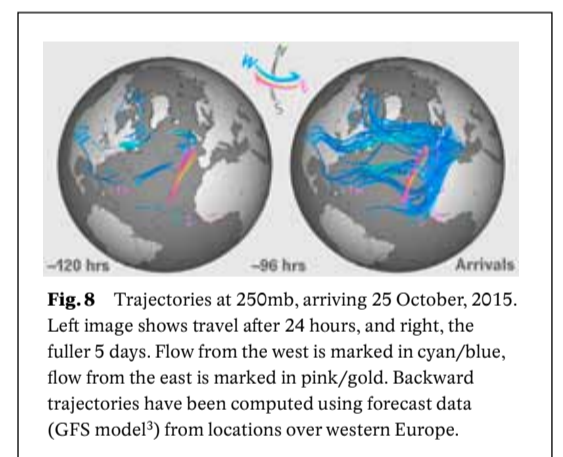 W N E S
−120 hrs −96 hrs Arrivals
Fig. 8 Trajectories at 250mb, arriving 25 October, 2015.
Left image shows travel after 24 hours, and right, the
fuller 5 days. Flow from the west is marked in cyan/blue,
flow from the east is marked in pink/gold. Backward
trajectories have been computed using forecast data
(GFS model³) from locations over western Europe.